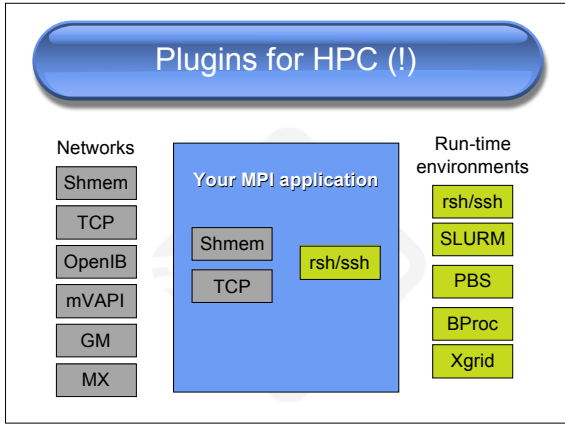 Plugins for HPC (!)
Networks
Shmem
TCP
OpenIB
mVAPI
GM
MX
Your MPI application
Shmem
TCP
rsh/ssh
Run-time
environments
rsh/ssh
SLURM
PBS
BProc
Xgrid